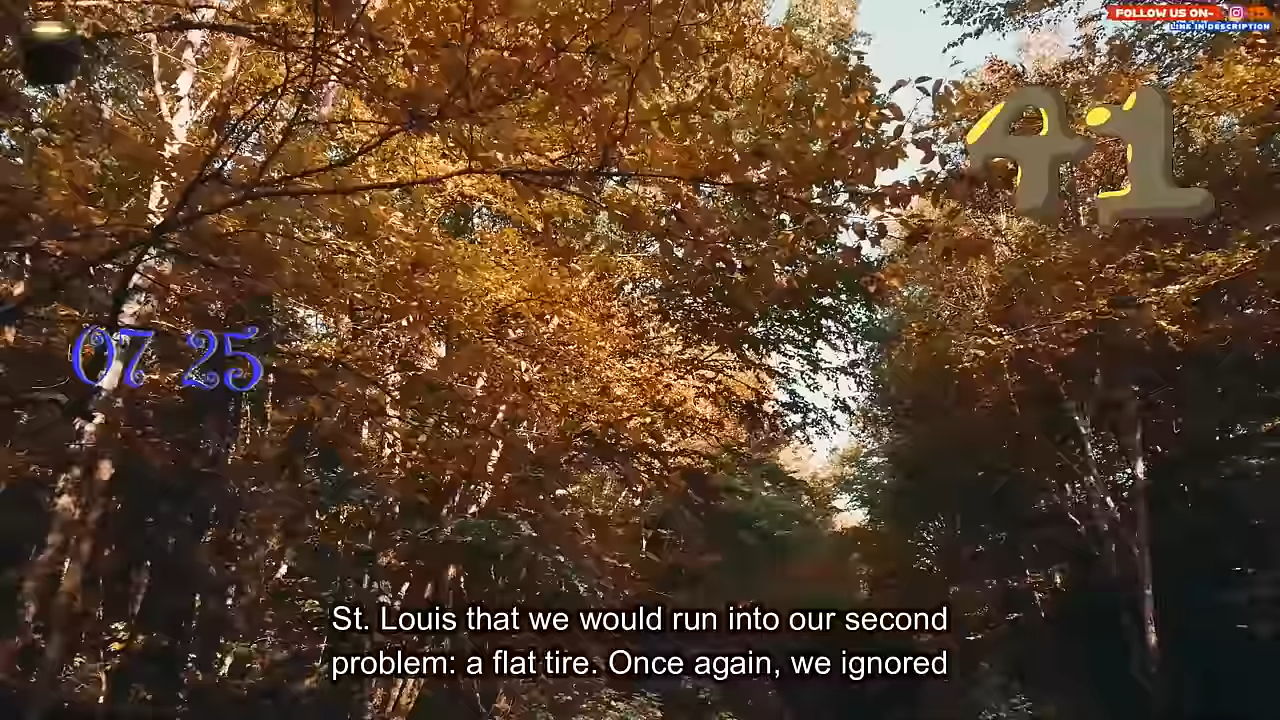 FOLLOW US ON-
LINK IN DESCRIPTION
41
07 25
St. Louis that we would run into our second
problem: a flat tire. Once again, we ignored